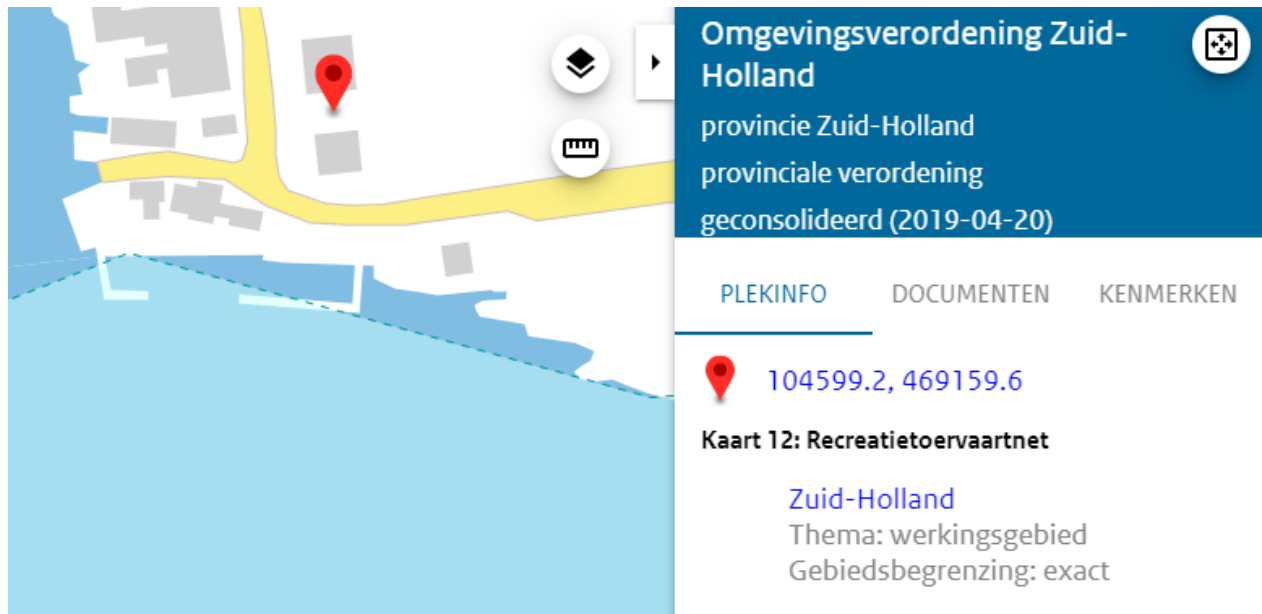 Omgevingsverordening Zuid-
Holland
provincie Zuid-Holland
provinciale verordening
geconsolideerd (2019-04-20)
PLEKINFO DOCUMENTEN KENMERKEN
104599.2, 469159.6
Kaart 12: Recreatietoervaartnet
Zuid-Holland
Thema: werkingsgebied
Gebiedsbegrenzing: exact